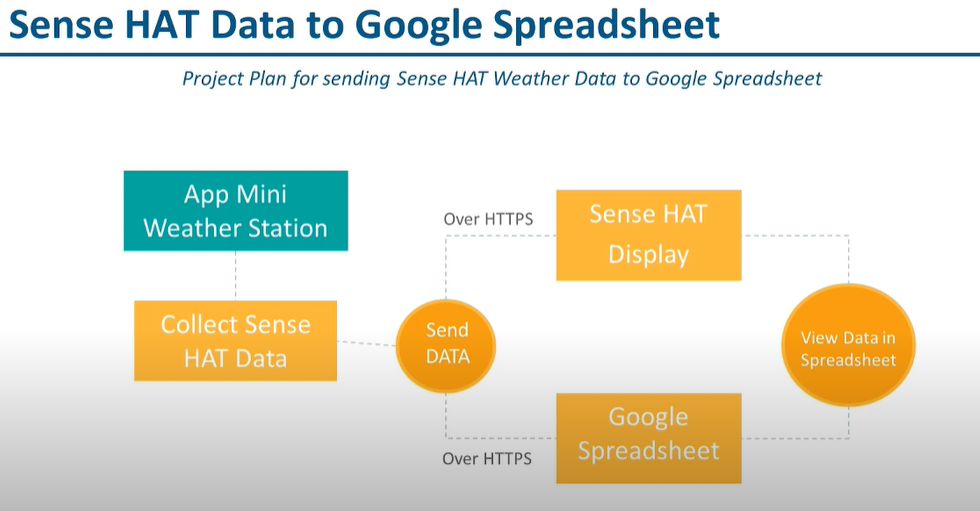 Sense HAT Data to Google Spreadsheet
Project Plan for sending Sense HAT Weather Data to Google Spreadsheet
App Mini
Weather Station
Over HTTPS
Sense HAT
Display
Collect Sense
HAT Data
Send
DATA
View Data in
Spreadsheet
Google
Spreadsheet
Over HTTPS